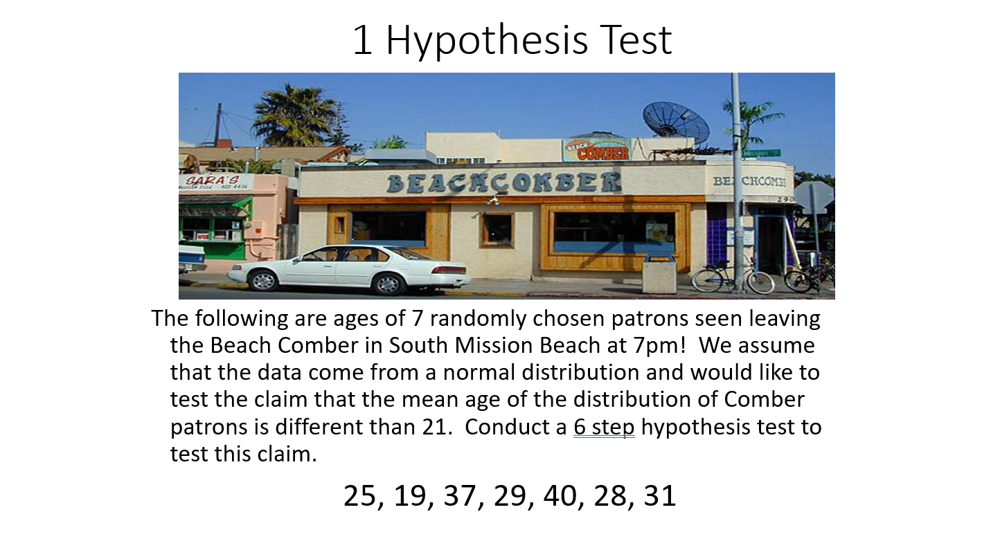 1 Hypothesis Test
BEACH
COMBER
Mission
SARA'S
Mexican Food
BEACHCOMBER
BEACHCOMB
290
The following are ages of 7 randomly chosen patrons seen leaving
the Beach Comber in South Mission Beach at 7pm!  We assume
that the data come from a normal distribution and would like to
test the claim that the mean age of the distribution of Comber
patrons is different than 21.  Conduct a 6 step hypothesis test to
test this claim.
25, 19, 37, 29, 40, 28, 31